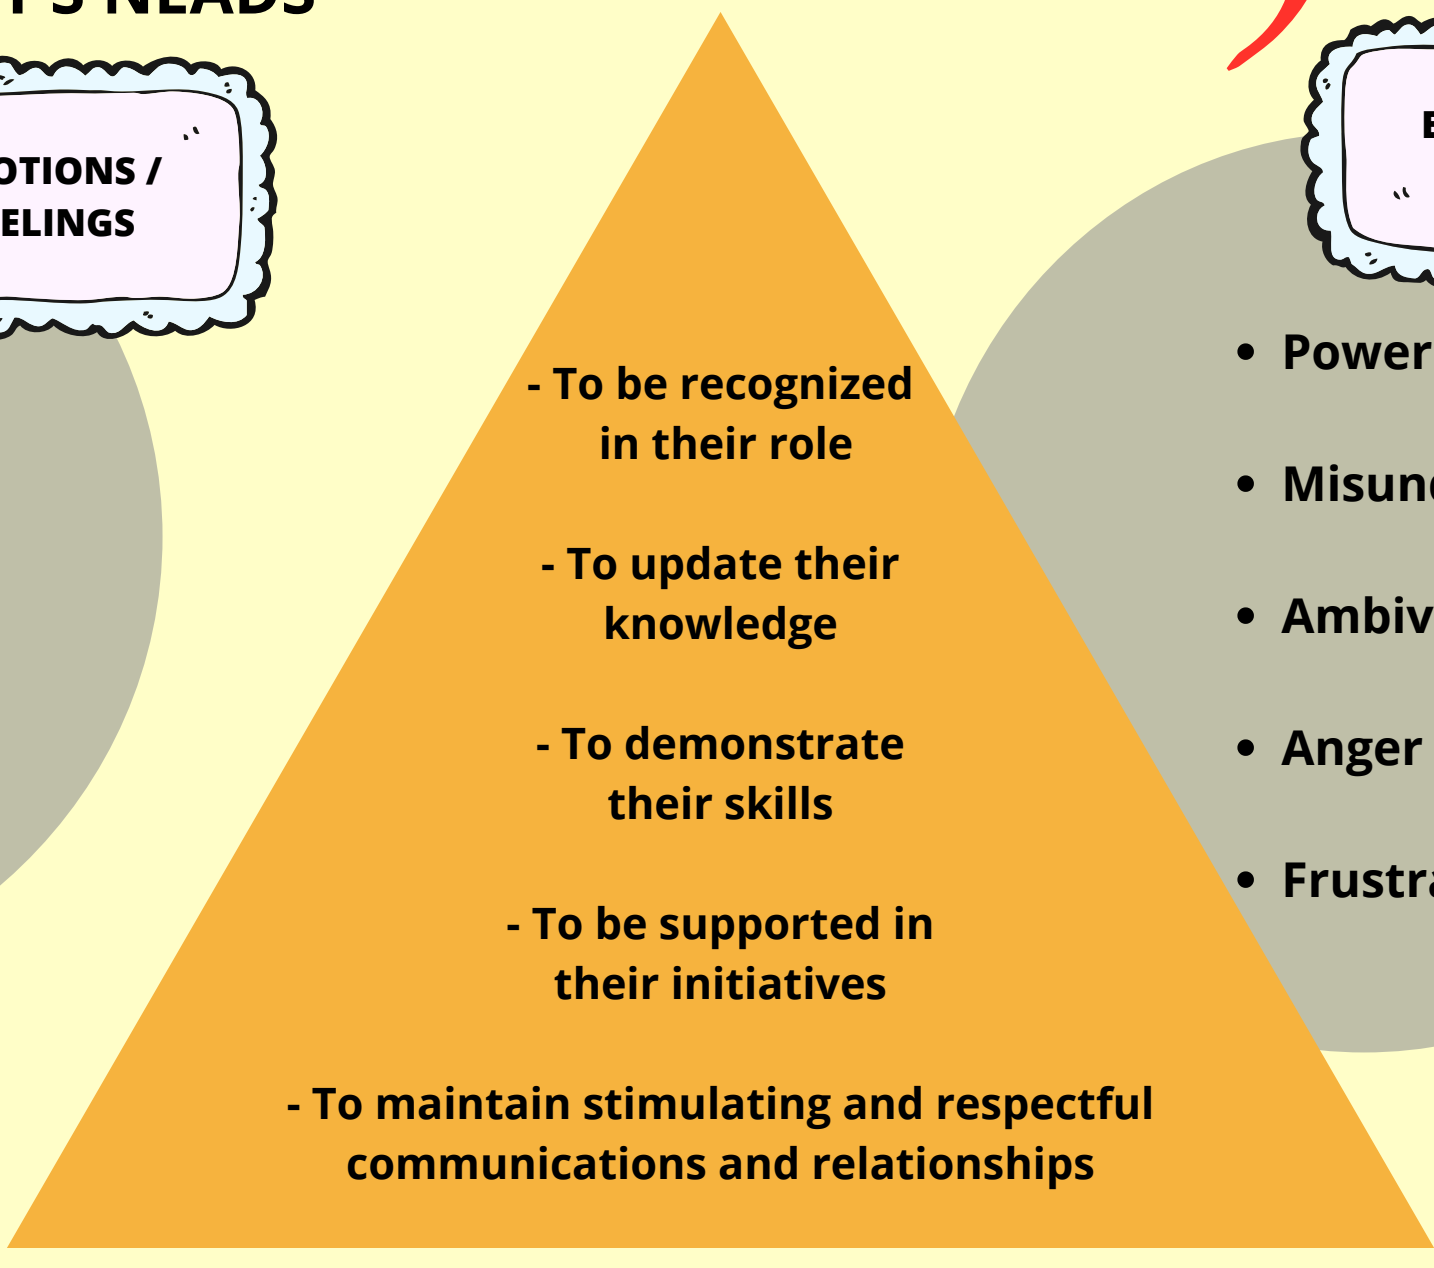 'S NEADS
OTIONS /
ELINGS
- To be recognized
in their role
- To update their
knowledge
- To demonstrate
their skills
- To be supported in
their initiatives
- To maintain stimulating and respectful
communications and relationships
• Power
• Misun
• Ambiv
• Anger
• Frustra